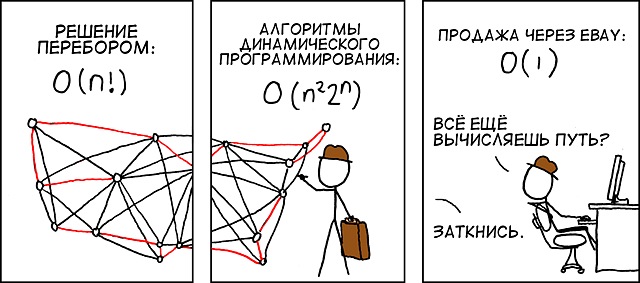 РЕШЕНИЕ
ПЕРЕБОРОМ:
O(n!)
АЛГОРИТМЫ
ДИНАМИЧЕСКОГО
ПРОГРАММИРОВАНИЯ:
O(n²2ⁿ)
ПРОДАЖА ЧЕРЕЗ EBAY:
O(1)
ВСЁ ЕЩЁ
ВЫЧИСЛЯЕШЬ ПУТЬ?
ЗАТКНИСЬ.